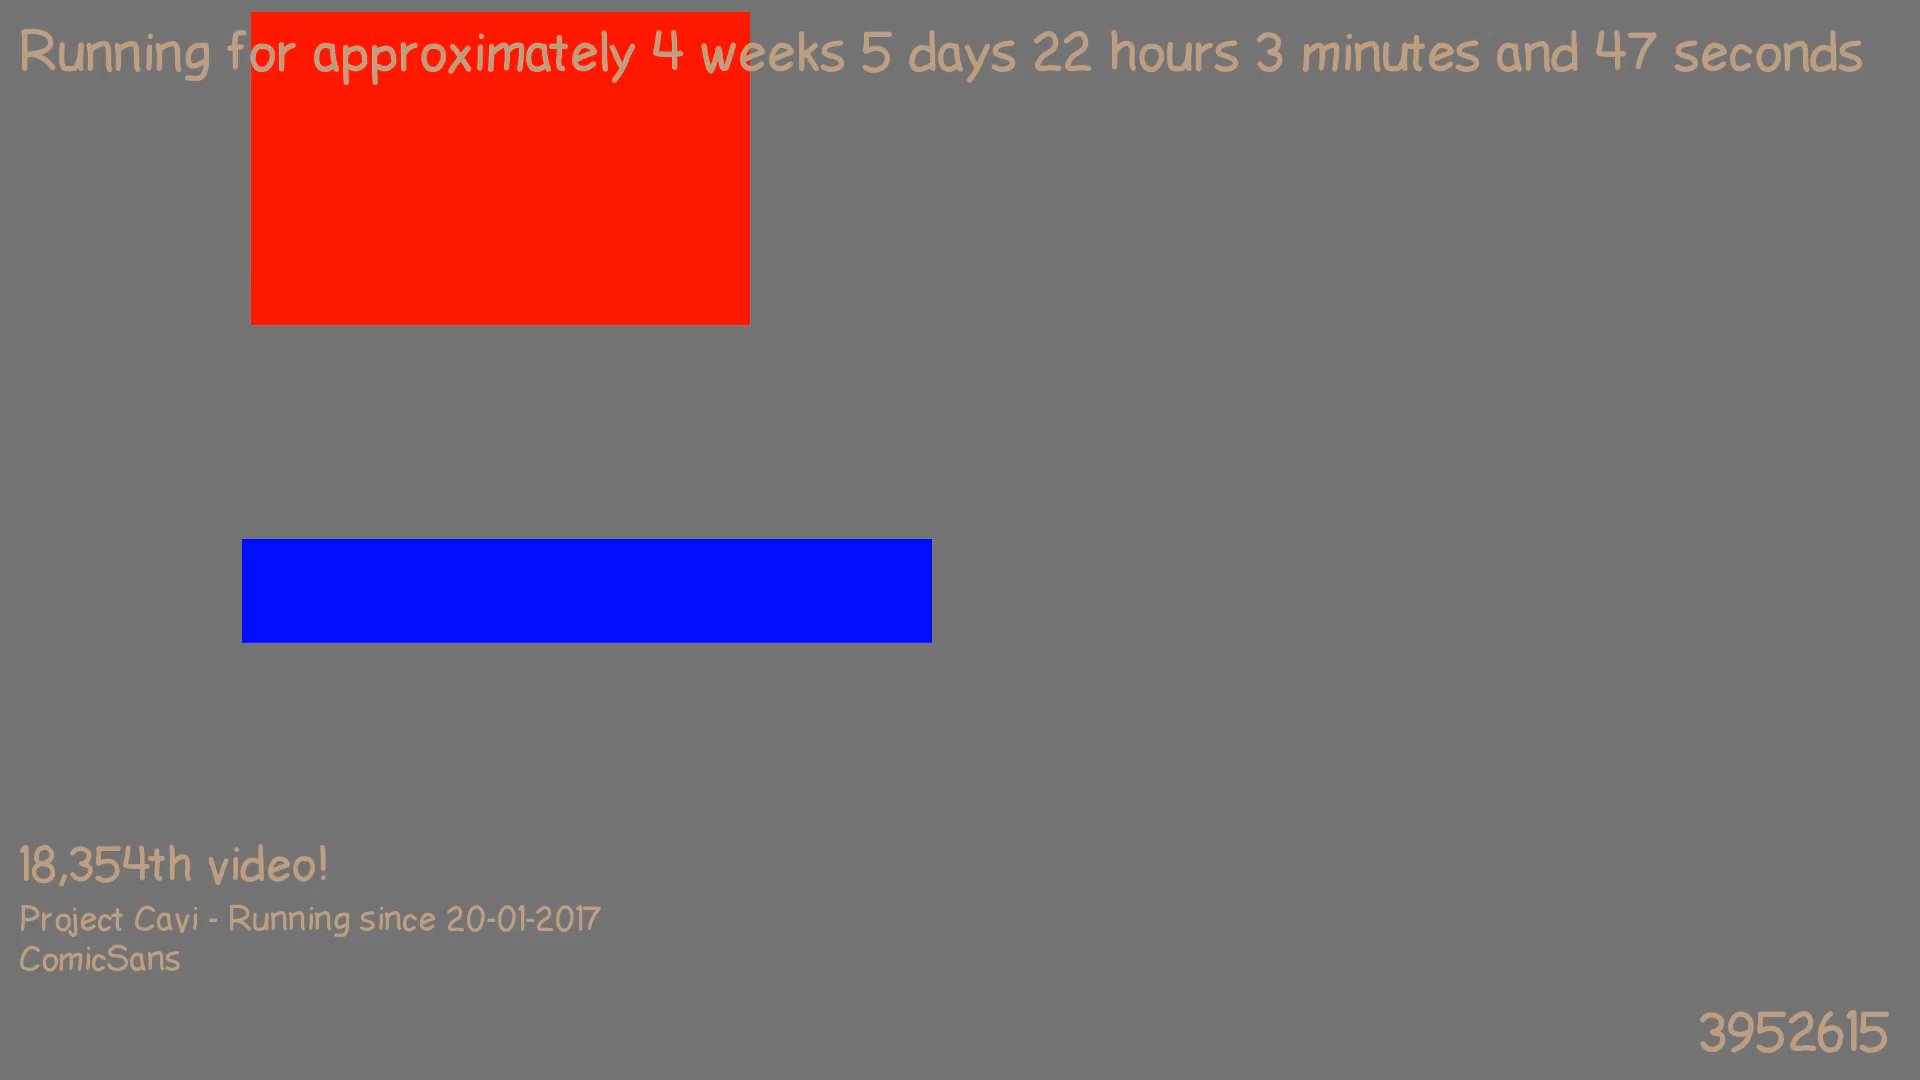 Running for approximately 4 weeks 5 days 22 hours 3 minutes and 47 seconds
18,354th video!
Project Cavi - Running since 20-01-2017
ComicSans
3952615